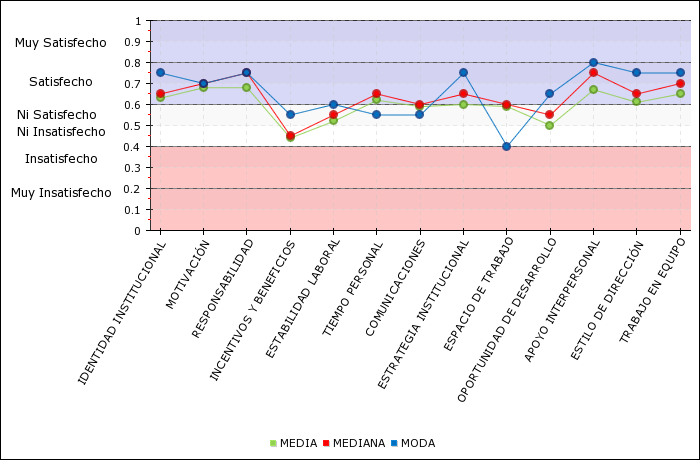 1
Muy Satisfecho
0.9
0.8
Satisfecho
0.7
0.6
Ni Satisfecho
0.5
Ni Insatisfecho
0.4
Insatisfecho
0.3
0.2
Muy Insatisfecho
0.1
0
IDENTIDAD INSTITUCIONAL
MOTIVACIÓN
RESPONSABILIDAD
INCENTIVOS Y BENEFICIOS
ESTABILIDAD LABORAL
TIEMPO PERSONAL
COMUNICACIONES
ESTRATEGIA INSTITUCIONAL
ESPACIO DE TRABAJO
OPORTUNIDAD DE DESARROLLO
APOYO INTERPERSONAL
ESTILO DE DIRECCIÓN
TRABAJO EN EQUIPO
MEDIA MEDIANA MODA